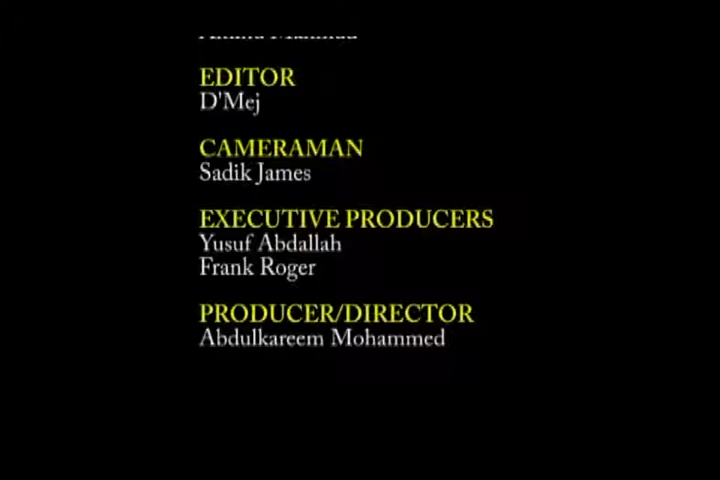 EDITOR
D'Mej
CAMERAMAN
Sadik James
EXECUTIVE PRODUCERS
Yusuf Abdallah
Frank Roger
PRODUCER/DIRECTOR
Abdulkareem Mohammed